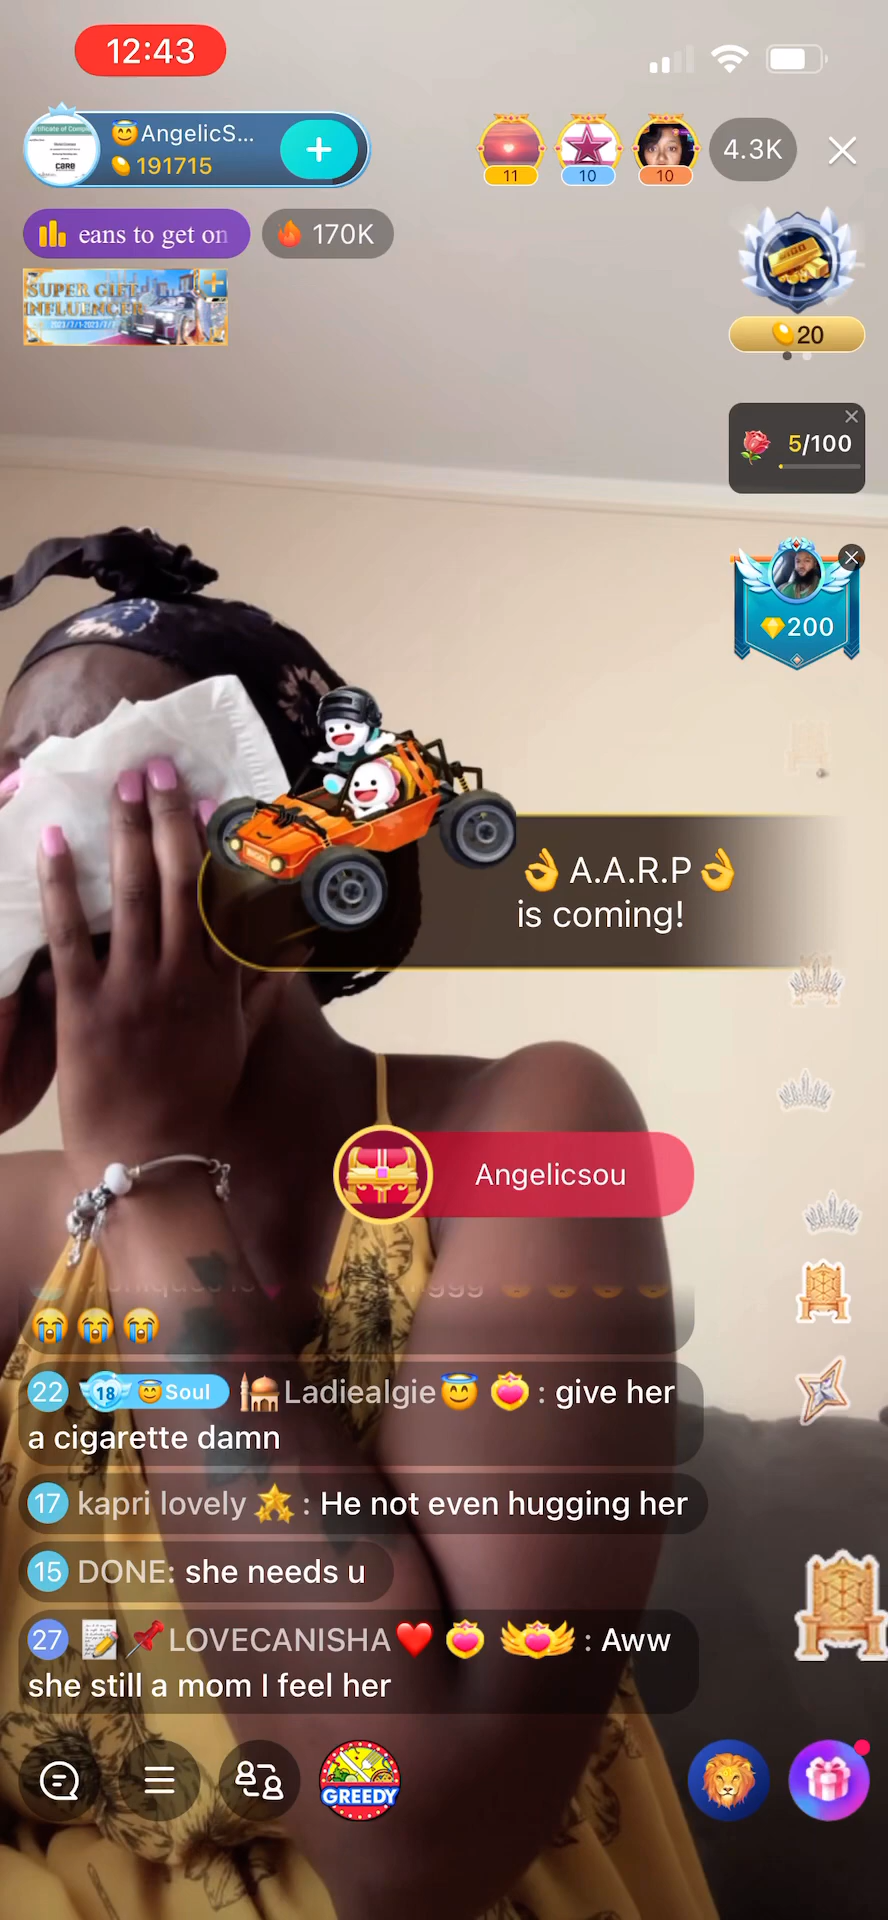 12:43
😇AngelicS...
191715
11
10
10
4.3K
eans to get on
170K
SUPER GIFT
INFLUENCER
20
5/100
200
👌A.A.R.P👌
is coming!
Angelicsou
😭😭😭
22 18 😇Soul 🕌Ladiealgie😇 : give her
a cigarette damn
17 kapri lovely : He not even hugging her
15 DONE: she needs u
27 📝📌LOVECANISHA❤️ : Aww
she still a mom I feel her
GREEDY